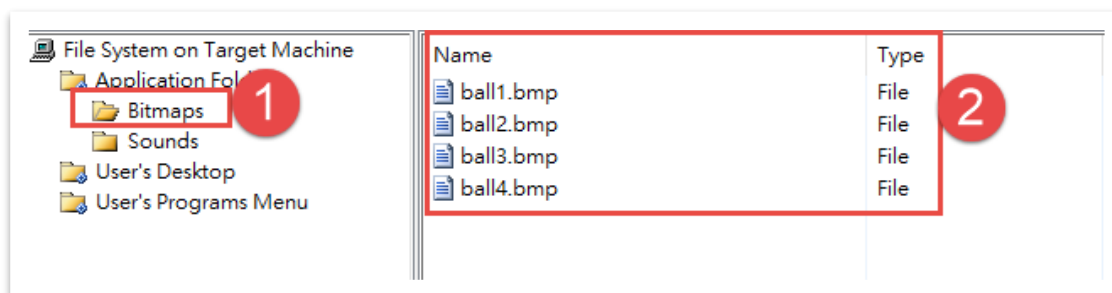 File System on Target Machine
Application Fol
1
Bitmaps
Sounds
User's Desktop
User's Programs Menu
Name Type
ball1.bmp File
ball2.bmp File
ball3.bmp File
ball4.bmp File
2